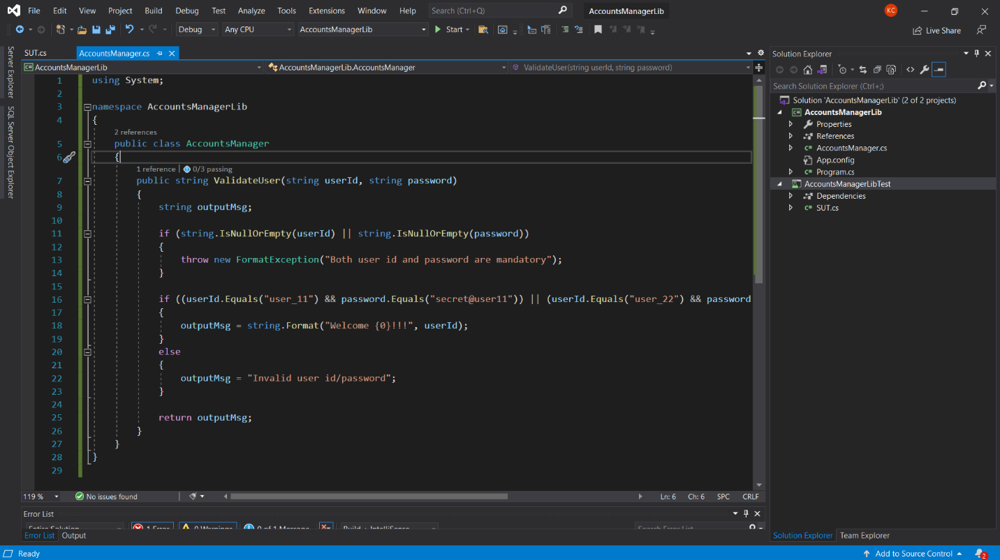 File Edit View Project Build Debug Test Analyze Tools Extensions Window Help Search (Ctrl+Q) AccountsManagerLib KC
Debug Any CPU AccountsManagerLib Start Live Share
Server Explorer
SQL Server Object Explorer
SUT.cs AccountsManager.cs
AccountsManagerLib AccountsManagerLib.AccountsManager ValidateUser(string userId, string password)
1 using System;
2
3 namespace AccountsManagerLib
4 {
2 references
5 public class AccountsManager
6 {
1 reference | 0/3 passing
7 public string ValidateUser(string userId, string password)
8 {
9 string outputMsg;
10
11 if (string.IsNullOrEmpty(userId) || string.IsNullOrEmpty(password))
12 {
13 throw new FormatException("Both user id and password are mandatory");
14 }
15
16 if ((userId.Equals("user_11") && password.Equals("secret@user11")) || (userId.Equals("user_22") && password
17 {
18 outputMsg = string.Format("Welcome {0}!!!", userId);
19 }
20 else
21 {
22 outputMsg = "Invalid user id/password";
23 }
24
25 return outputMsg;
26 }
27 }
28 }
29
119 % No issues found Ln: 6 Ch: 6 SPC CRLF
Error List
Entire Solution 1 Error 0 Warnings 0 of 1 Message Build + IntelliSense Search Error List
Error List Output
Solution Explorer
Search Solution Explorer (Ctrl+;)
Solution 'AccountsManagerLib' (2 of 2 projects)
AccountsManagerLib
Properties
References
C# AccountsManager.cs
App.config
C# Program.cs
AccountsManagerLibTest
Dependencies
C# SUT.cs
Solution Explorer Team Explorer
Ready Add to Source Control 2